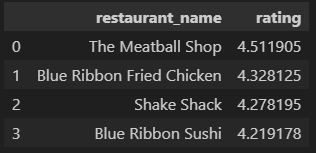 restaurant_name rating
0 The Meatball Shop 4.511905
1 Blue Ribbon Fried Chicken 4.328125
2 Shake Shack 4.278195
3 Blue Ribbon Sushi 4.219178